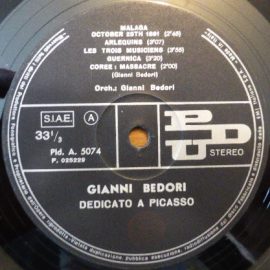 MALAGA
OCTOBER 25TH 1881 (2'45)
ARLEQUINS (3'07)
LES TROIS MUSICIENS (3'55)
GUERNICA (3'20)
COREE: MASSACRE (2'00)
(Gianni Bedori)
Orch.: Gianni Bedori
S.I.A.E.
A
33 1/3
Pld. A. 5074
P. 025229
PDU
STEREO
GIANNI BEDORI
DEDICATO A PICASSO